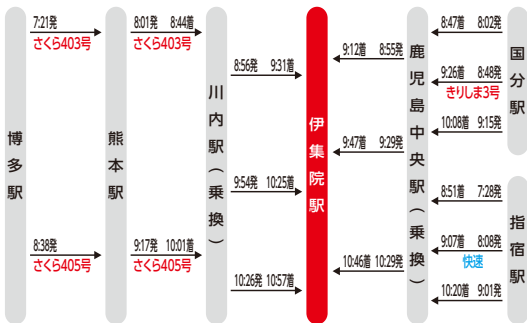 博多駅
7:21発
さくら403号
8:38発
さくら405号
熊本駅
8:01発 8:44着
さくら403号
9:17発 10:01着
さくら405号
川内駅（乗換）
8:56発 9:31着
9:54発 10:25着
10:26発 10:57着
伊集院駅
9:12着 8:55発
9:47着 9:29発
10:46着 10:29発
鹿児島中央駅（乗換）
8:47着 8:02発
9:26着 8:48発
きりしま3号
10:08着 9:15発
国分駅
8:51着 7:28発
9:07着 8:08発
快速
10:20着 9:01発
指宿駅